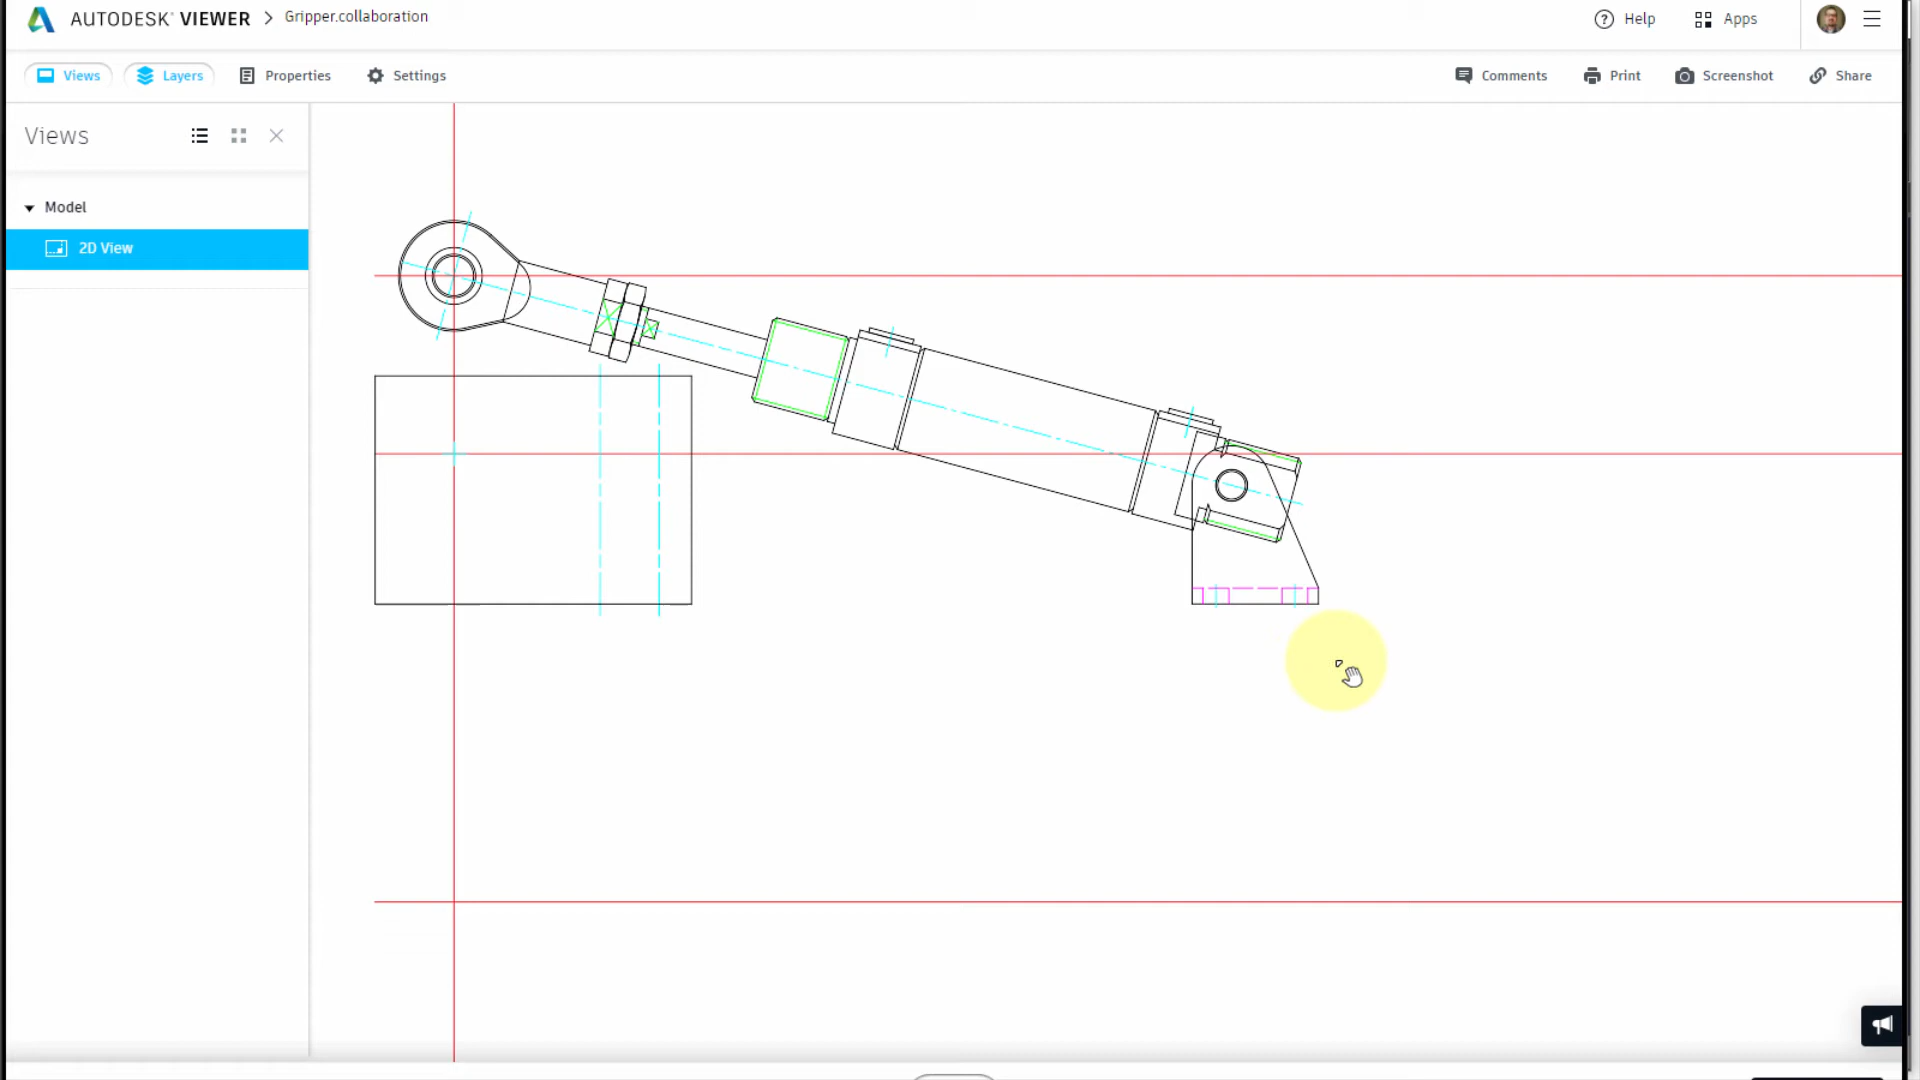 AUTODESK® VIEWER > Gripper.collaboration
Help
Apps
Views
Layers
Properties
Settings
Comments
Print
Screenshot
Share
Views
Model
2D View